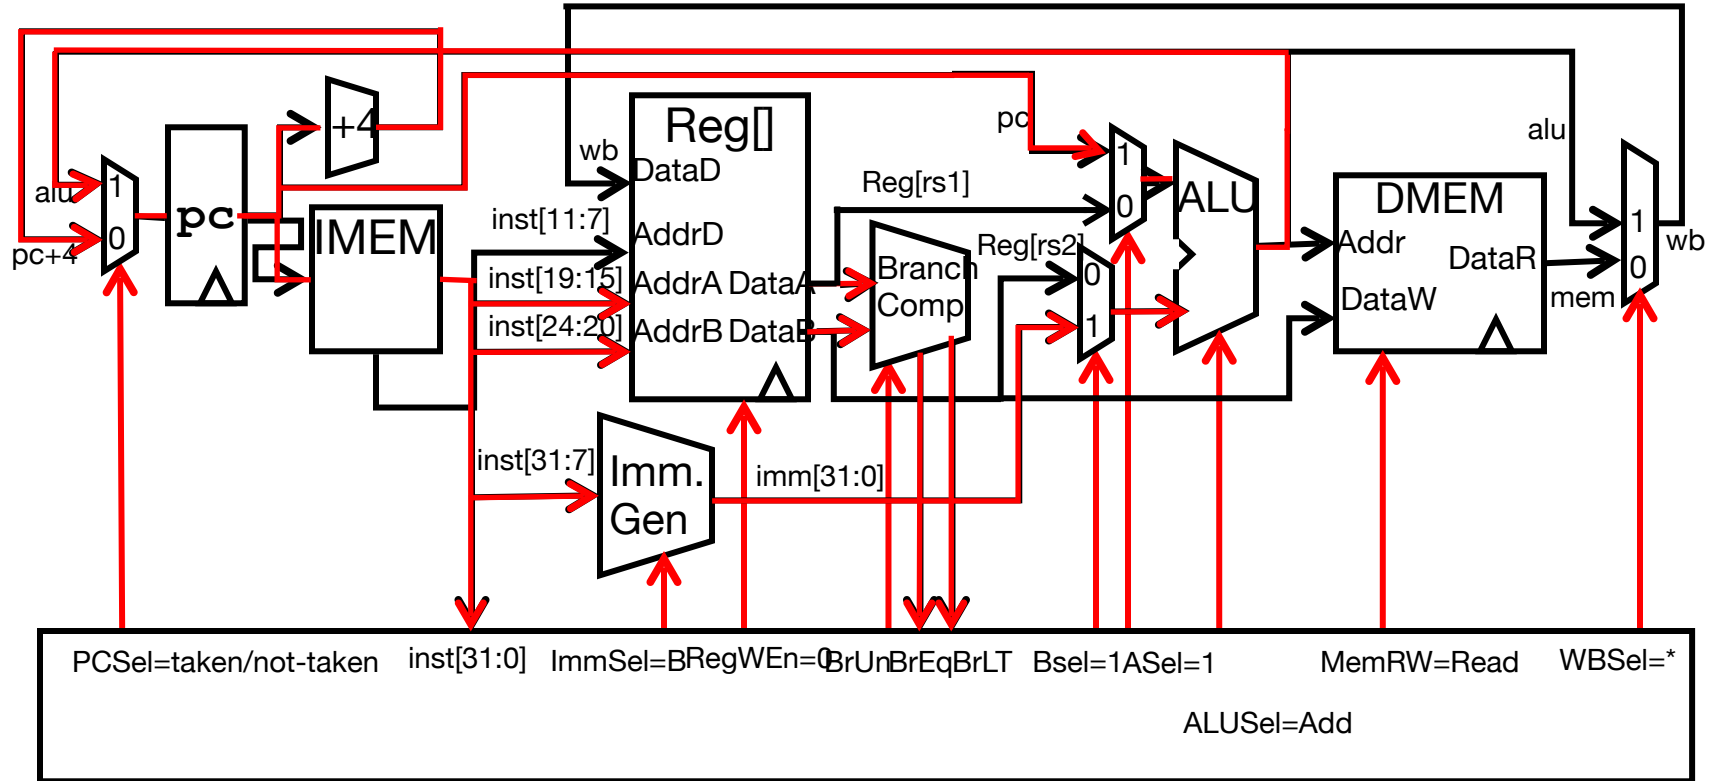 +4
Reg[]
pc
alu
wb
DataD
1
1
Reg[rs1]
ALU
DMEM
alu
pc
IMEM
inst[11:7]
0
1
0
pc+4
AddrD
Reg[rs2]
Addr
wb
inst[19:15]
AddrA DataA
Branch
Comp
0
DataR
0
mem
inst[24:20]
AddrB DataB
1
DataW
inst[31:7]
Imm.
Gen
imm[31:0]
PCSel=taken/not-taken
inst[31:0]
ImmSel=B
RegWEn=0
BrUn
BrEq
BrLT
Bsel=1
ASel=1
MemRW=Read
WBSel=*
ALUSel=Add